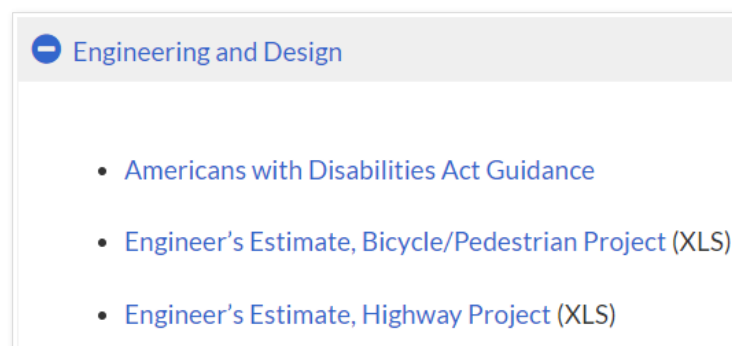 Engineering and Design
Americans with Disabilities Act Guidance
Engineer’s Estimate, Bicycle/Pedestrian Project (XLS)
Engineer’s Estimate, Highway Project (XLS)